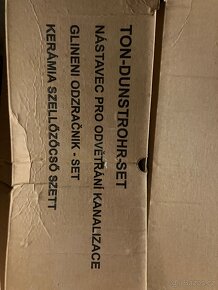 TON-DUNSTROHR-SET
NÁSTAVEC PRO ODVĚTRÁNÍ KANALIZACE
GLINENI ODZRAČNIK - SET
KERÁMIA SZELLŐZŐCSŐ SZETT